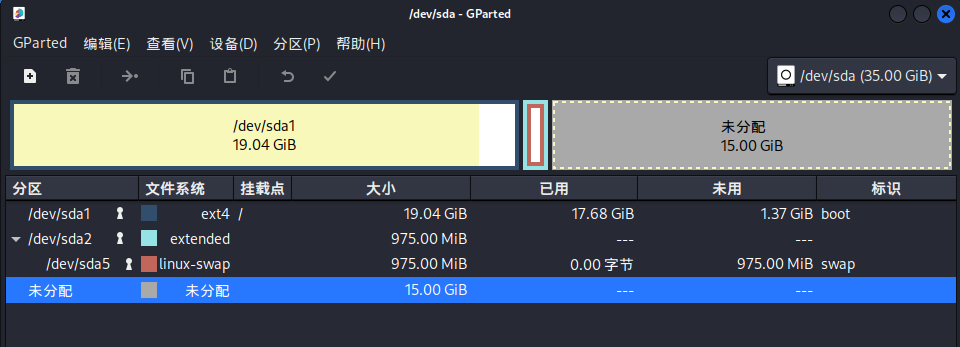 /dev/sda - GParted
GParted 编辑(E) 查看(V) 设备(D) 分区(P) 帮助(H)
/dev/sda (35.00 GiB)
/dev/sda1
19.04 GiB
未分配
15.00 GiB
分区 文件系统 挂载点 大小 已用 未用 标识
/dev/sda1 ext4 / 19.04 GiB 17.68 GiB 1.37 GiB boot
/dev/sda2 extended 975.00 MiB --- ---
/dev/sda5 linux-swap 975.00 MiB 0.00 字节 975.00 MiB swap
未分配 未分配 15.00 GiB --- ---